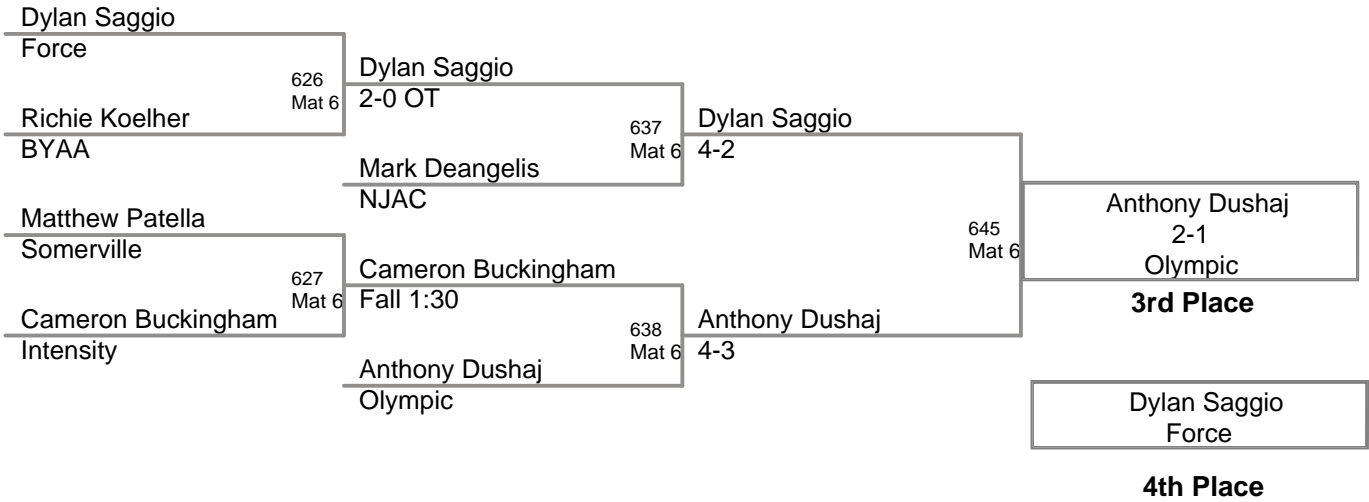 Dylan Saggio
Force
626
Mat 6
Richie Koelher
BYAA
Matthew Patella
Somerville
627
Mat 6
Cameron Buckingham
Intensity
Dylan Saggio
2-0 OT
637
Mat 6
Mark Deangelis
NJAC
Cameron Buckingham
Fall 1:30
638
Mat 6
Anthony Dushaj
Olympic
Dylan Saggio
4-2
645
Mat 6
Anthony Dushaj
4-3
Anthony Dushaj
2-1
Olympic
3rd Place
Dylan Saggio
Force
4th Place